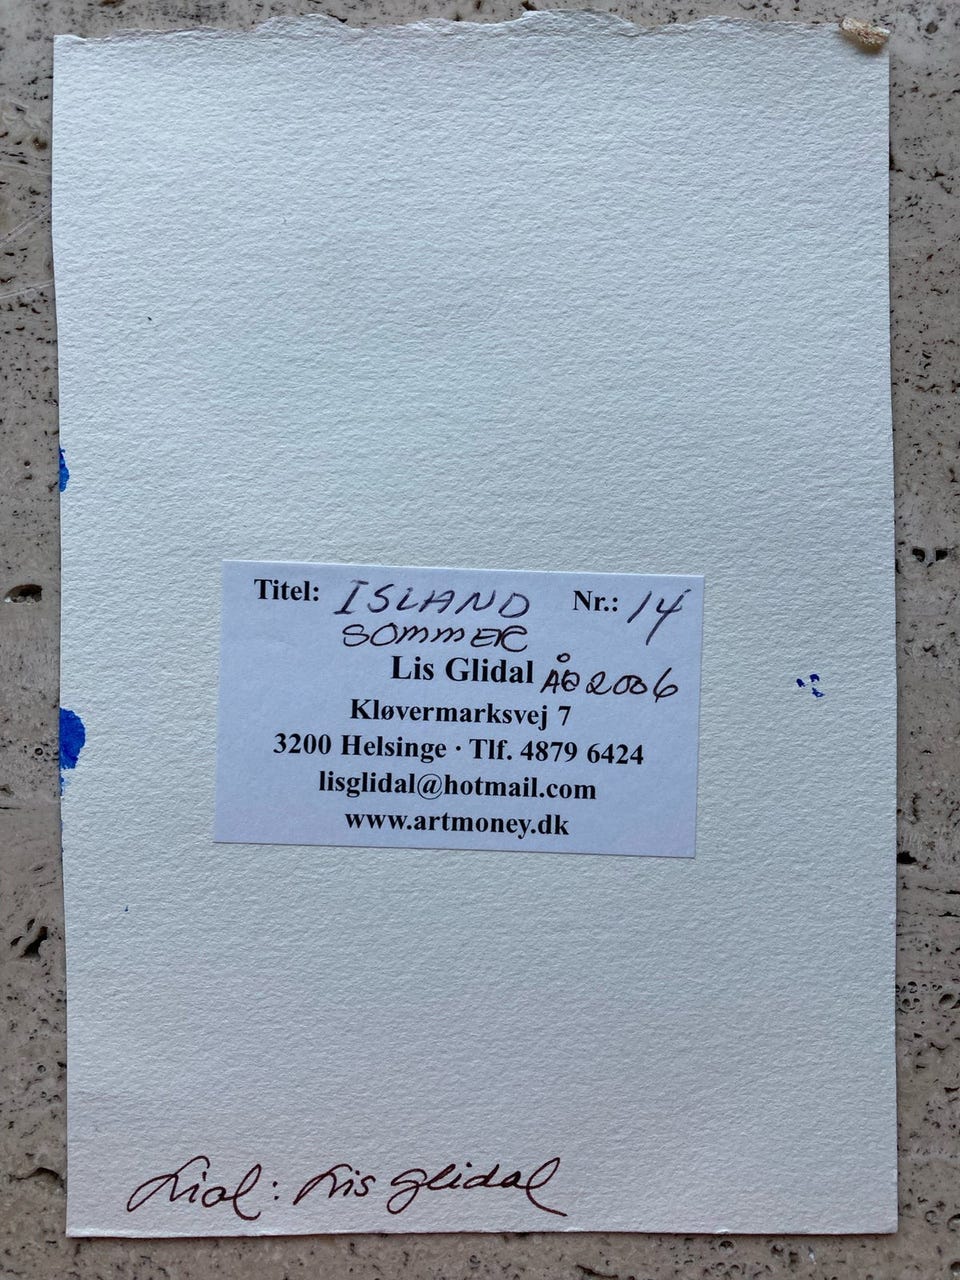 Titel: ISLAND Nr.: 14
SOMMER
Lis Glidal ÅR 2006
Kløvermarksvej 7
3200 Helsinge · Tlf. 4879 6424
lisglidal@hotmail.com
www.artmoney.dk
: Lis Glidal